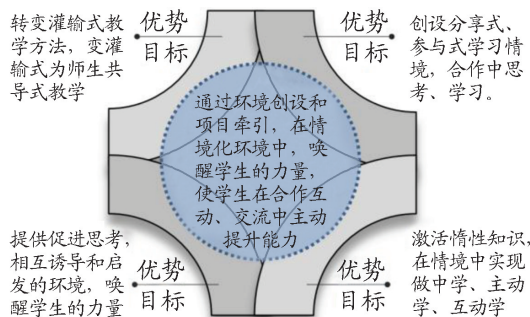 转变灌输式教
学方法，变灌
输式为师生共
导式教学
优势
目标
优势
目标
创设分享式、
参与式学习情
境，合作中思
考、学习。
通过环境创设和
项目牵引，在情
境化环境中，唤
醒学生的力量，
使学生在合作互
动、交流中主动
提升能力
提供促进思考，
相互诱导和启
发的环境，唤
醒学生的力量
优势
目标
优势
目标
激活惰性知识，
在情境中实现
做中学、主动
学、互动学